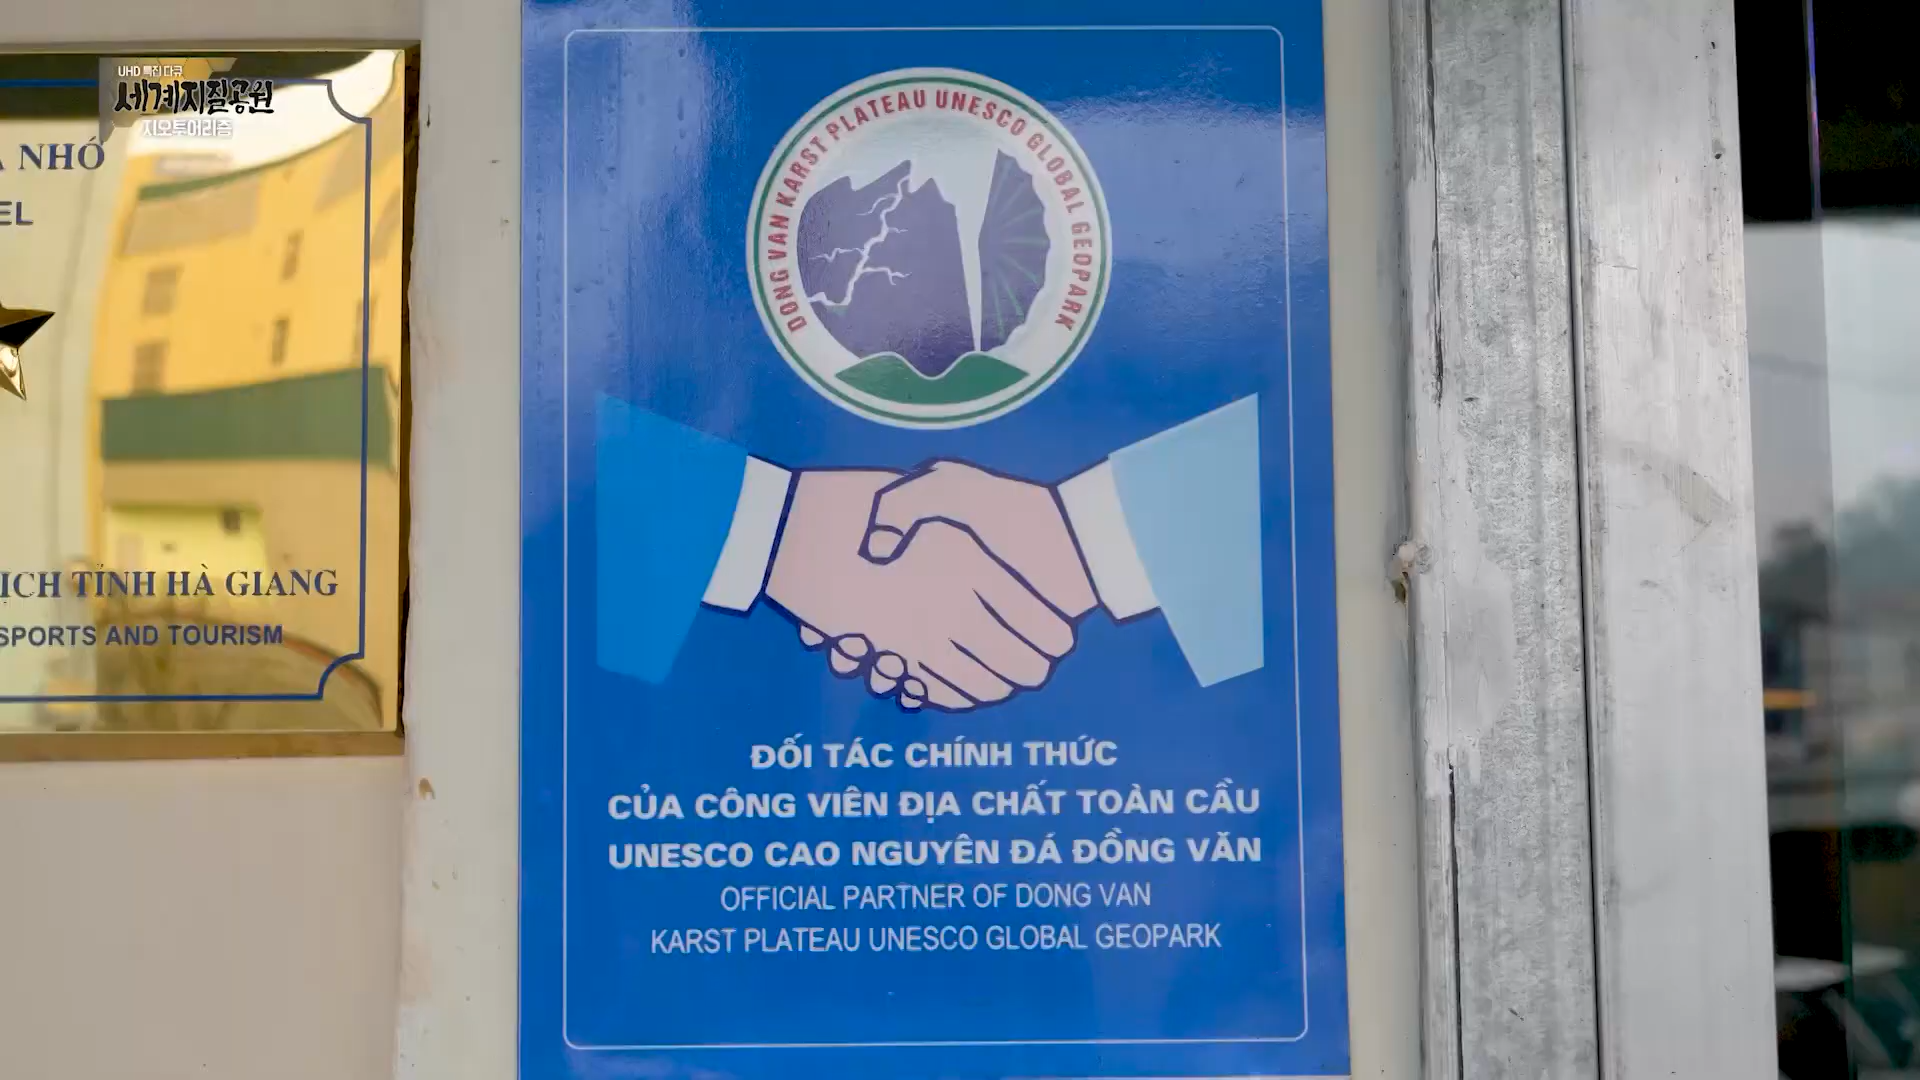 UHD 특집 다큐
세계지질공원
지오투어리즘
NHỎ
EL
ỊCH TỈNH HÀ GIANG
SPORTS AND TOURISM
DONG VAN KARST PLATEAU UNESCO GLOBAL GEOPARK
ĐỐI TÁC CHÍNH THỨC
CỦA CÔNG VIÊN ĐỊA CHẤT TOÀN CẦU
UNESCO CAO NGUYÊN ĐÁ ĐỒNG VĂN
OFFICIAL PARTNER OF DONG VAN
KARST PLATEAU UNESCO GLOBAL GEOPARK